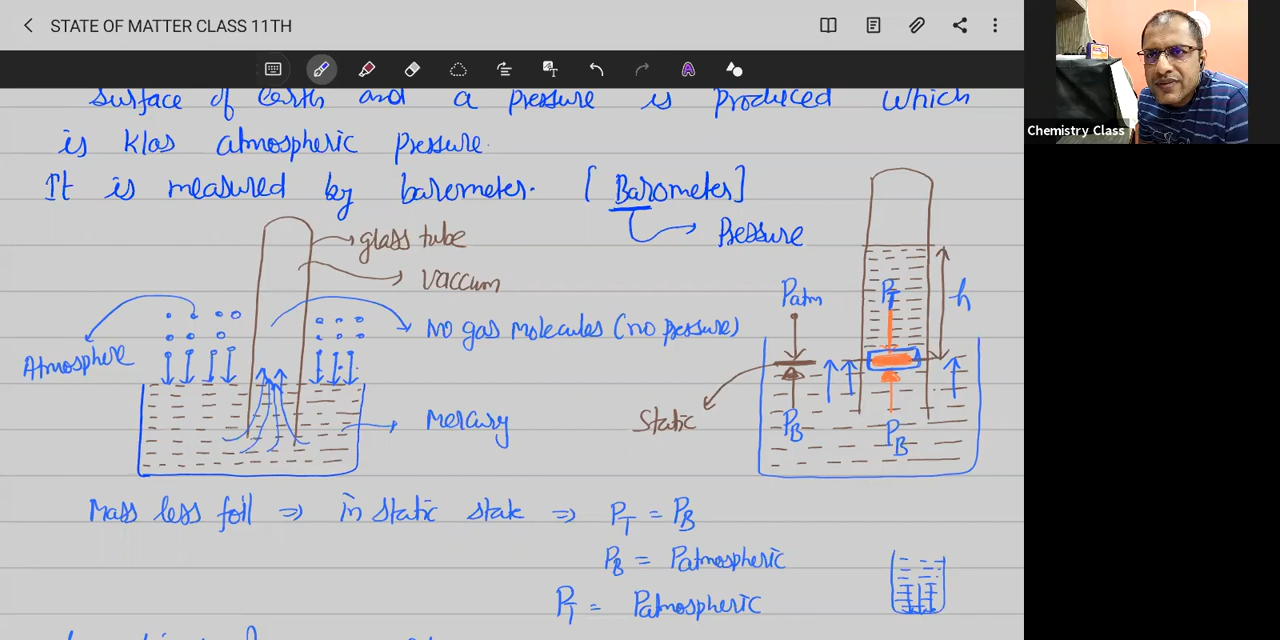 STATE OF MATTER CLASS 11TH
Chemistry Class
Surface of Earth and a pressure is produced which
is klas atmospheric pressure.
It is measured by barometer. [Barometer]
Pressure
glass tube
Vaccum
No gas molecules (no pressure)
Atmosphere
Mercury
Patm
PT
h
Static
PB
PB
Mass less foil ⇒ in static state ⇒ PT = PB
PB = Patmospheric
PT = Patmospheric